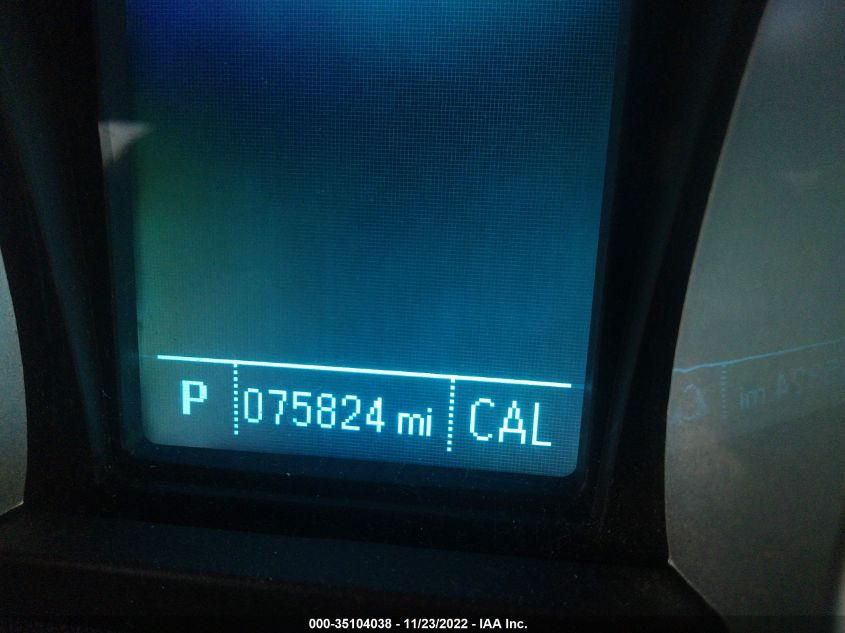 P 075824 mi CAL
000-35104038 - 11/23/2022 - IAA Inc.